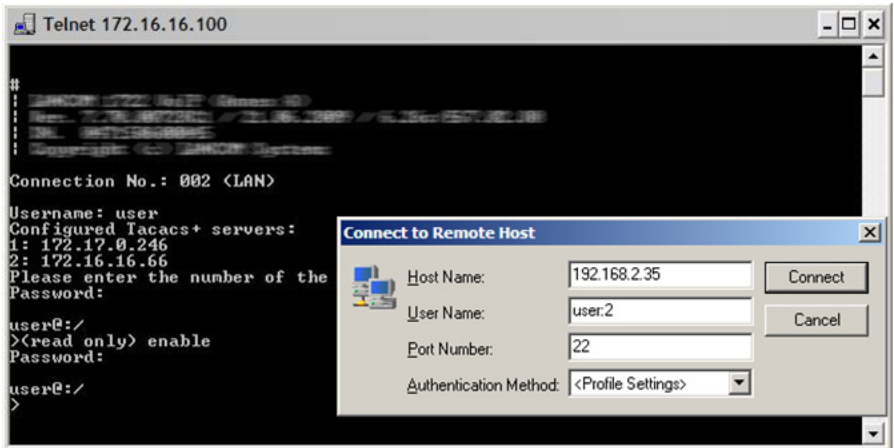 Telnet 172.16.16.100
#
Connection No.: 002 (LAN)
Username: user
Configured Tacacs+ servers:
1: 172.17.0.246
2: 172.16.16.66
Please enter the number of the
Password:
user@:/
>(read only) enable
Password:
user@:/
>
Connect to Remote Host
Host Name:
192.168.2.35
Connect
User Name:
user:2
Cancel
Port Number:
22
Authentication Method:
<Profile Settings>